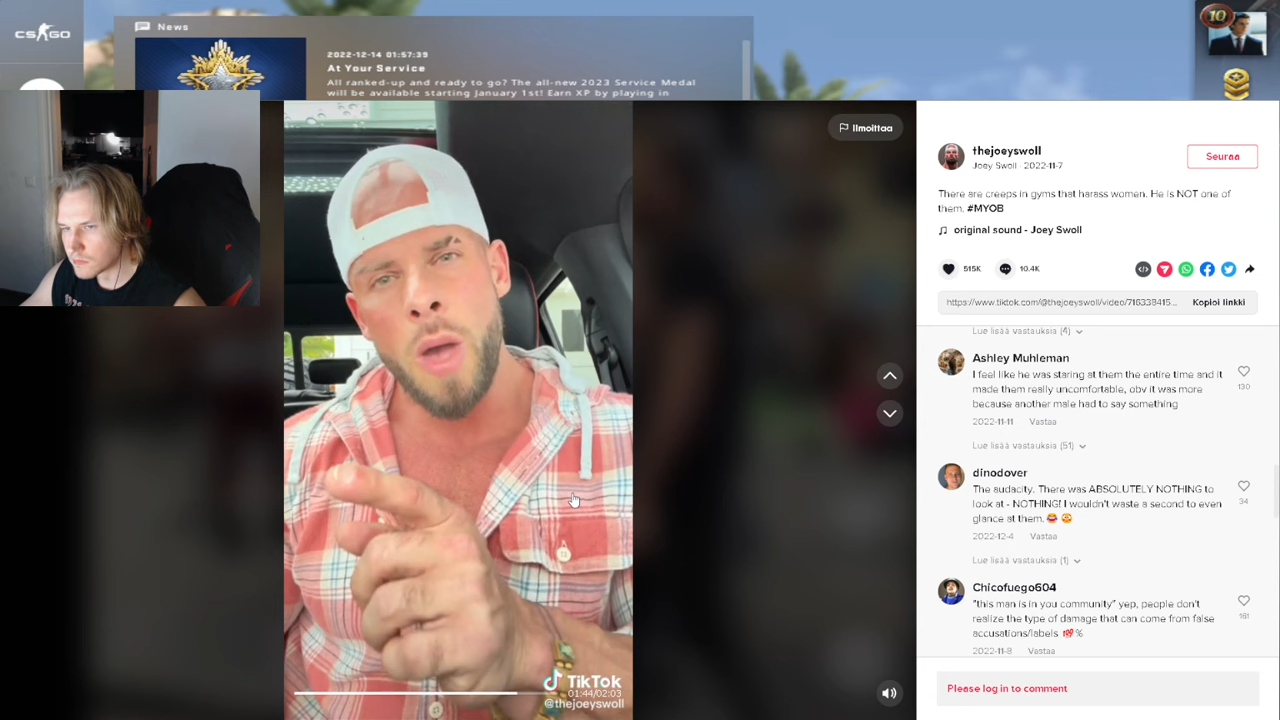 CS GO
News
2022-12-14 01:57:39
At Your Service
All ranked-up and ready to go? The all-new 2023 Service Medal
will be available starting January 1st! Earn XP by playing in
10
Ilmoittaa
thejoeyswoll
Joey Swoll · 2022-11-7
Seuraa
There are creeps in gyms that harass women. He is NOT one of
them. #MYOB
original sound - Joey Swoll
515K
10.4K
https://www.tiktok.com/@thejoeyswoll/video/716338415...
Kopioi linkki
Lue lisää vastauksia (4)
Ashley Muhleman
I feel like he was staring at them the entire time and it
made them really uncomfortable, obv it was more
because another male had to say something
130
2022-11-11 Vastaa
Lue lisää vastauksia (51)
dinodover
The audacity. There was ABSOLUTELY NOTHING to
look at - NOTHING! I wouldn't waste a second to even
glance at them. 😂 😳
34
2022-12-4 Vastaa
Lue lisää vastauksia (1)
Chicofuego604
"this man is in you community" yep, people don't
realize the type of damage that can come from false
accusations/labels 💯 %
161
2022-11-8 Vastaa
TikTok
01:44/02:03
@thejoeyswoll
Please log in to comment